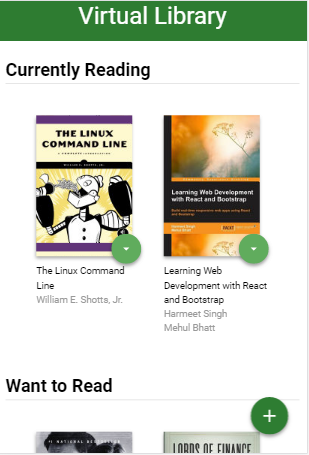 Virtual Library
Currently Reading
THE LINUX
COMMAND LINE
A COMPLETE INTRODUCTION
WILLIAM E. SHOTTS, JR.
Learning Web Development
with React and Bootstrap
Build real-time responsive web apps using React
and Bootstrap
Harmeet Singh
Mehul Bhatt
PACKT
The Linux Command
Line
William E. Shotts, Jr.
Learning Web
Development with React
and Bootstrap
Harmeet Singh
Mehul Bhatt
Want to Read
+
#1 NATIONAL BESTSELLER
LORDS OF FINANCE